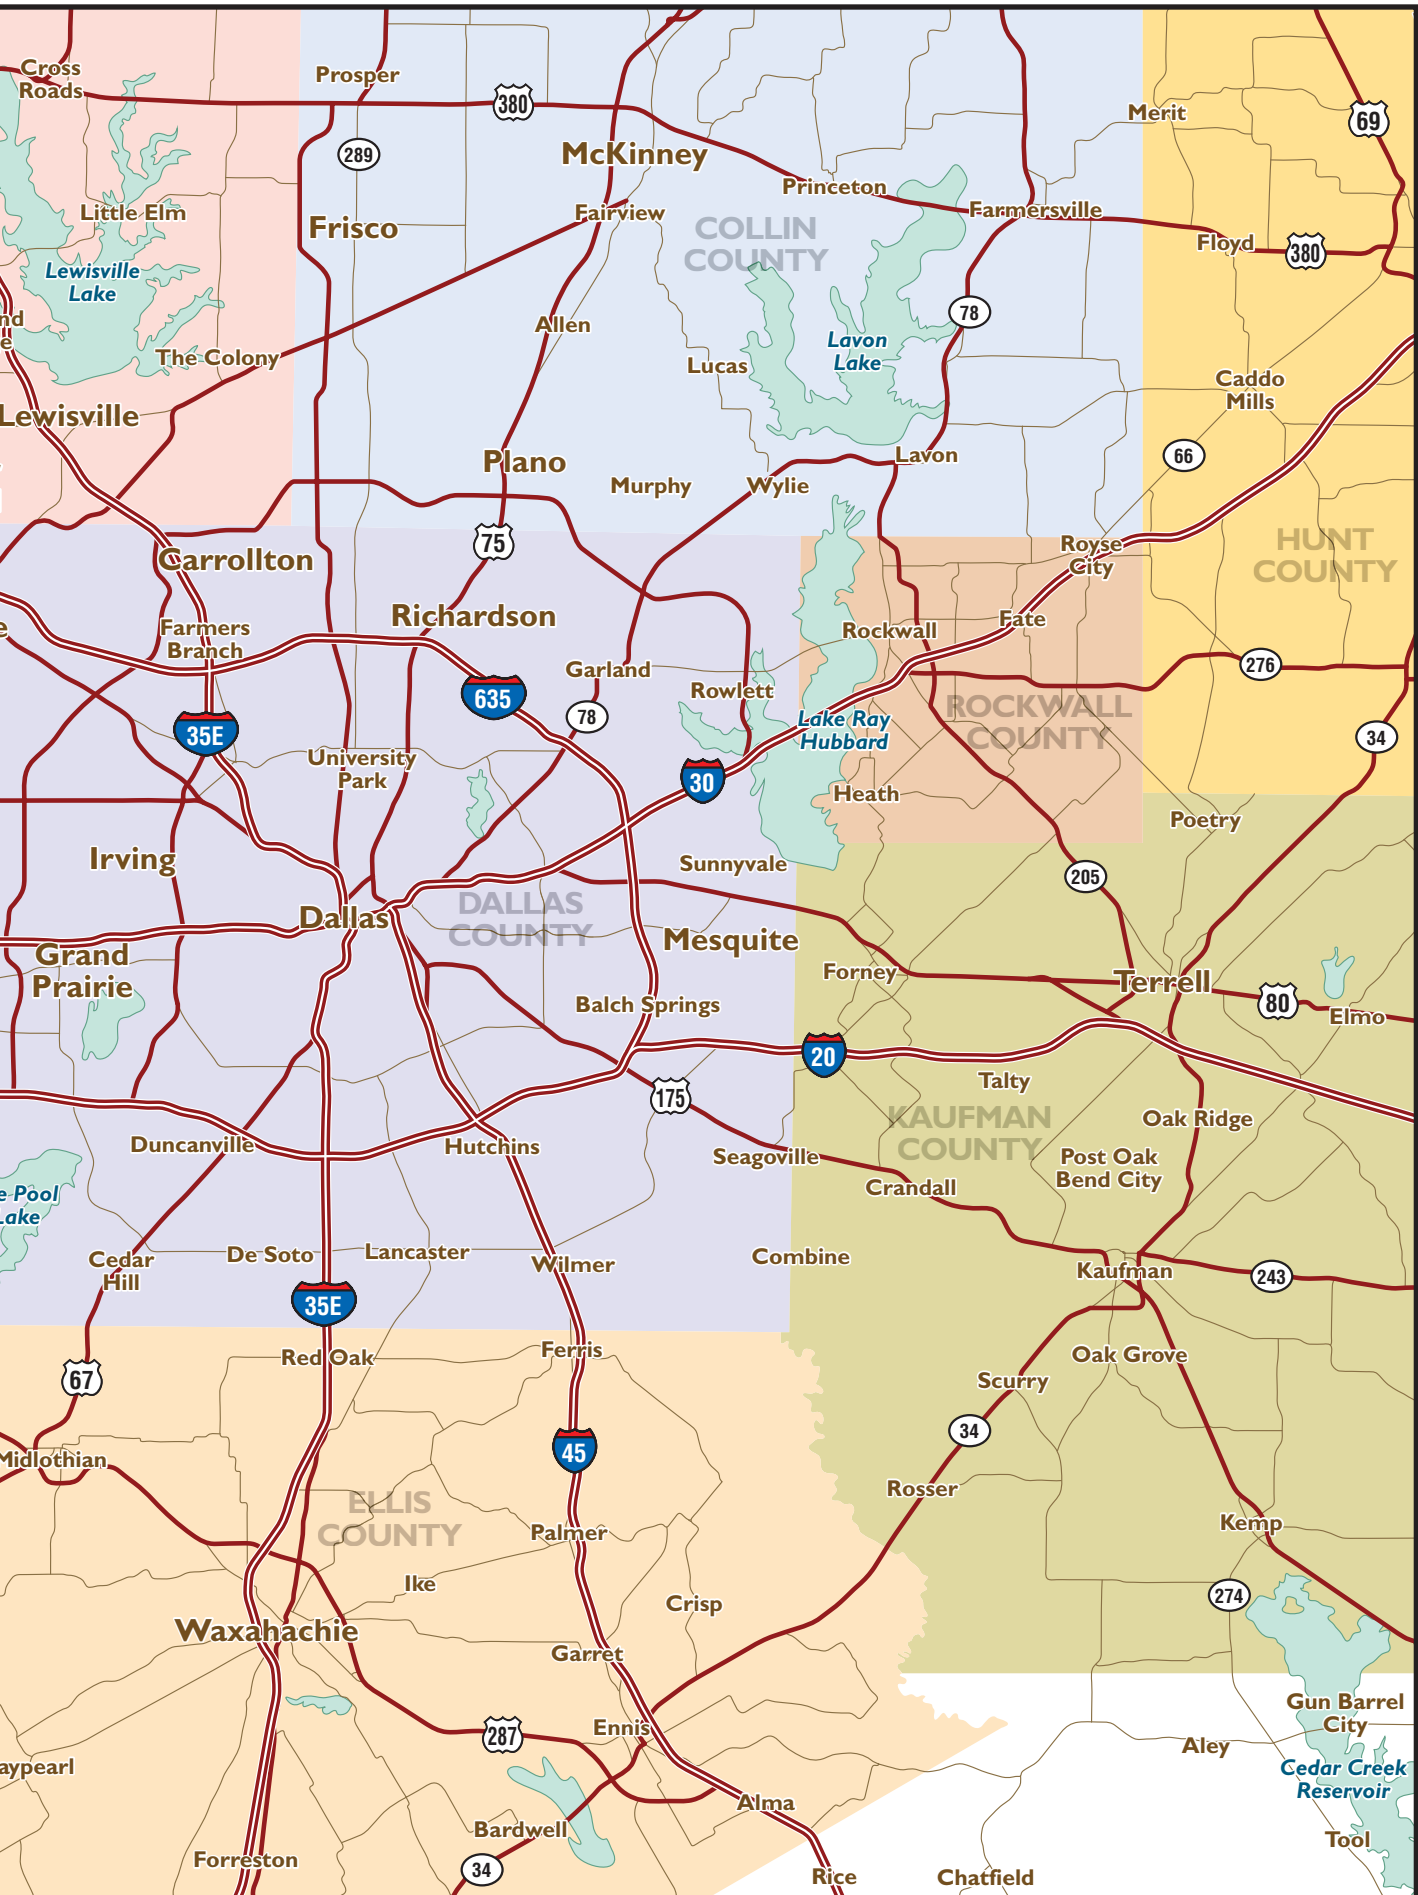 Cross
Roads
Prosper
380
69
Merit
289
McKinney
Princeton
Little Elm
Fairview
Farmersville
Frisco
COLLIN
COUNTY
Floyd
380
Lewisville
Lake
nd
e
78
Allen
Lavon
Lake
The Colony
Lucas
Caddo
Mills
Lewisville
66
Lavon
Plano
Murphy
Wylie
75
Royse
City
HUNT
COUNTY
Carrollton
Richardson
Fate
e
Farmers
Branch
Rockwall
276
Garland
Rowlett
635
78
ROCKWALL
COUNTY
Lake Ray
Hubbard
34
35E
University
Park
30
Heath
Poetry
Irving
Sunnyvale
205
DALLAS
COUNTY
Dallas
Mesquite
Grand
Prairie
Forney
Terrell
80
Balch Springs
Elmo
20
Talty
175
KAUFMAN
COUNTY
Oak Ridge
Duncanville
Hutchins
Seagoville
Post Oak
Bend City
Crandall
e Pool
Lake
De Soto
Lancaster
Wilmer
Combine
Cedar
Hill
Kaufman
243
35E
Red Oak
Ferris
Oak Grove
67
Scurry
34
45
Midlothian
Rosser
ELLIS
COUNTY
Palmer
Kemp
Ike
Crisp
274
Waxahachie
Garret
Gun Barrel
City
287
Ennis
Aley
aypearl
Cedar Creek
Reservoir
Alma
Bardwell
Tool
Forreston
34
Rice
Chatfield